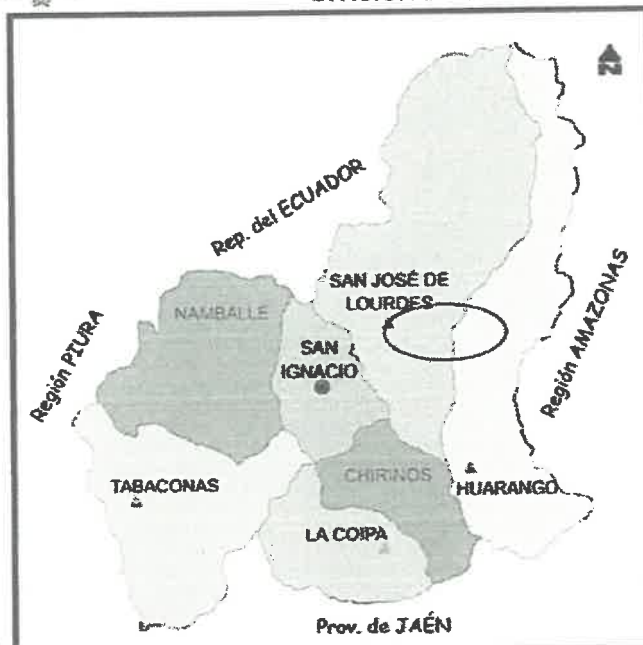 N
Rep. del ECUADOR
SAN JOSÉ DE
LOURDES
NAMBALLE
Región PIURA
SAN
IGNACIO
Región AMAZONAS
CHIRINOS
HUARANGO
TABACONAS
LA COIPA
Prov. de JAÉN